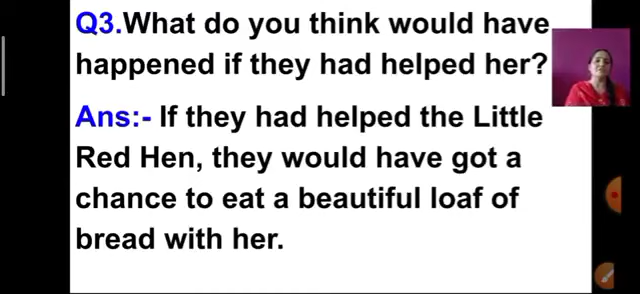 Q3.What do you think would have
happened if they had helped her?
Ans:- If they had helped the Little
Red Hen, they would have got a
chance to eat a beautiful loaf of
bread with her.